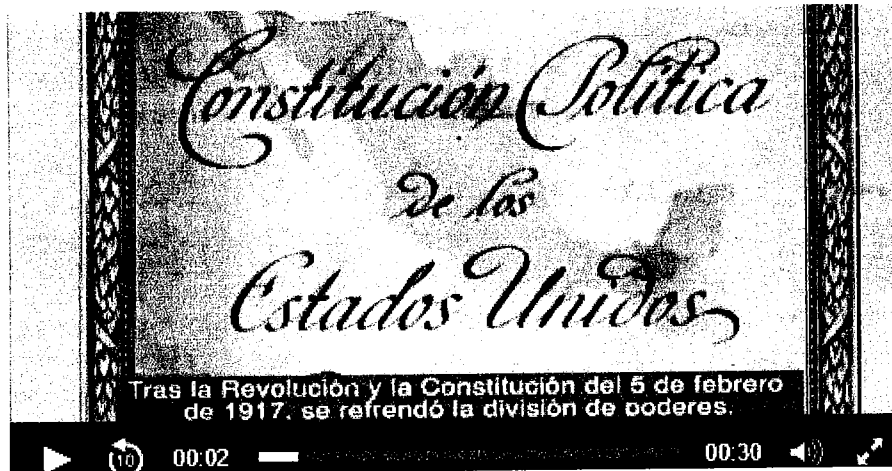 Constitución Política
de los
Estados Unidos
Tras la Revolución y la Constitución del 5 de febrero
de 1917, se refrendó la división de poderes.
10
00:02
00:30